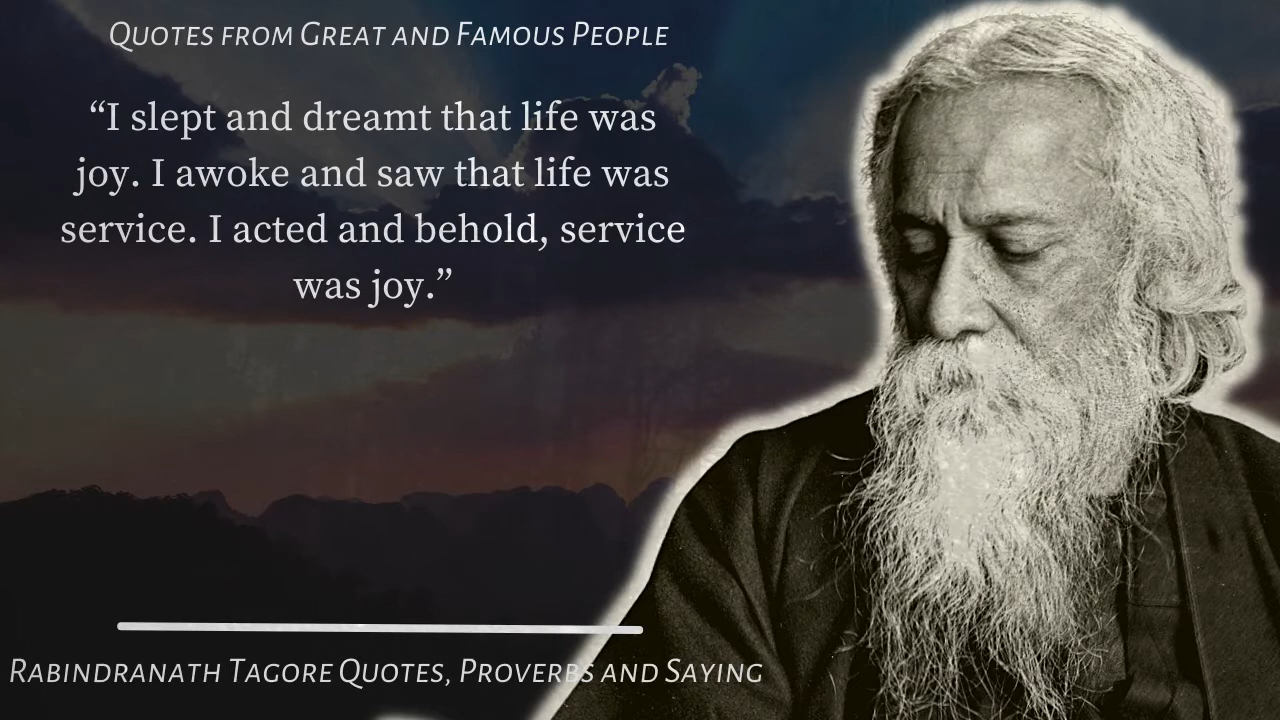 Quotes from Great and Famous People
“I slept and dreamt that life was
joy. I awoke and saw that life was
service. I acted and behold, service
was joy.”
Rabindranath Tagore Quotes, Proverbs and Saying